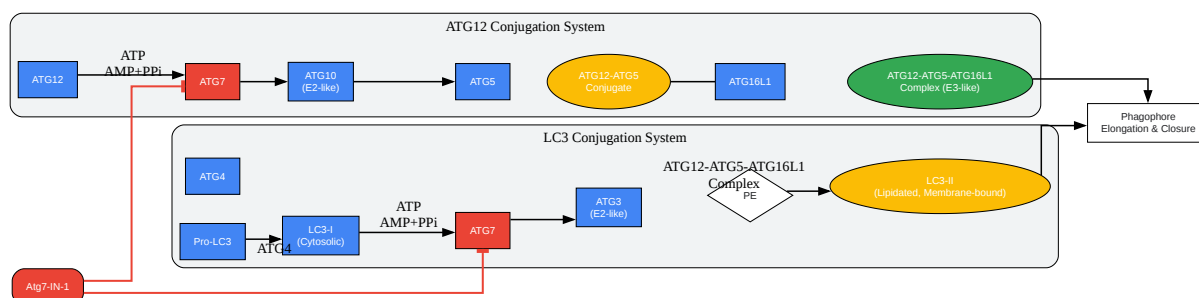 ATG12 Conjugation System
ATG12
ATP
AMP+PPi
ATG7
ATG10
(E2-like)
ATG5
ATG12-ATG5
Conjugate
ATG16L1
ATG12-ATG5-ATG16L1
Complex (E3-like)
Phagophore
Elongation & Closure
LC3 Conjugation System
ATG4
Pro-LC3
ATG4
LC3-I
(Cytosolic)
ATP
AMP+PPi
ATG7
ATG3
(E2-like)
ATG12-ATG5-ATG16L1
Complex
PE
LC3-II
(Lipidated, Membrane-bound)
Atg7-IN-1